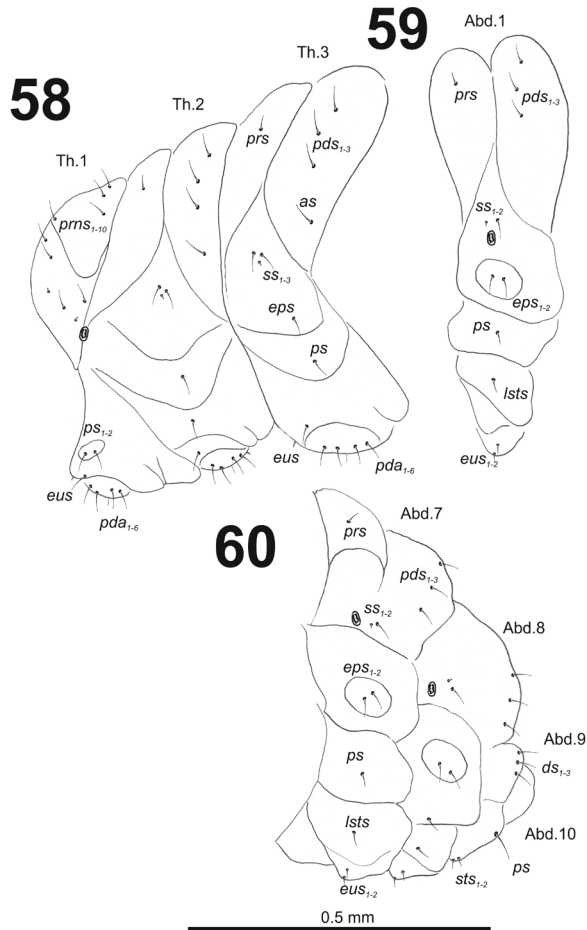 58
Th.1
Th.2
Th.3
prns1-10
prs
pds1-3
as
ss1-3
eps
ps
ps1-2
eus
pda1-6
eus
pda1-6
59
Abd.1
prs
pds1-3
ss1-2
eps1-2
ps
lsts
eus1-2
60
Abd.7
prs
pds1-3
ss1-2
Abd.8
eps1-2
Abd.9
ds1-3
ps
lsts
Abd.10
ps
sts1-2
eus1-2
0.5 mm